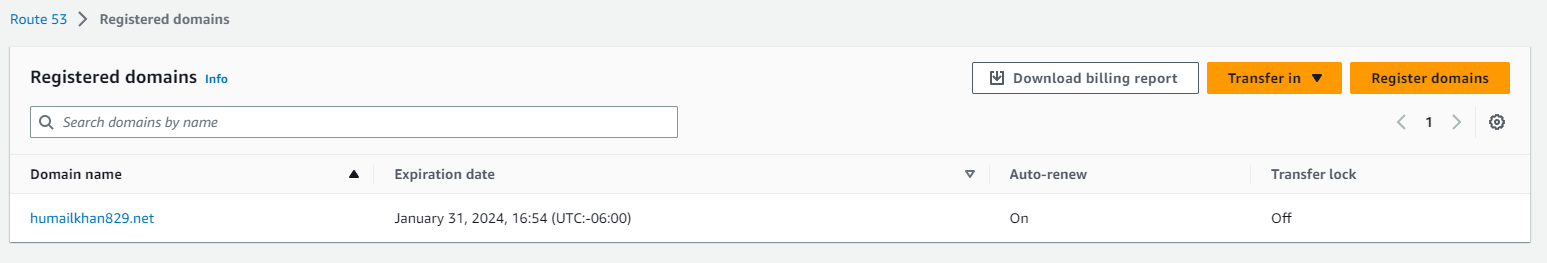 Route 53 > Registered domains
Registered domains Info
Download billing report Transfer in Register domains
Search domains by name
1
Domain name Expiration date Auto-renew Transfer lock
humailkhan829.net January 31, 2024, 16:54 (UTC:-06:00) On Off